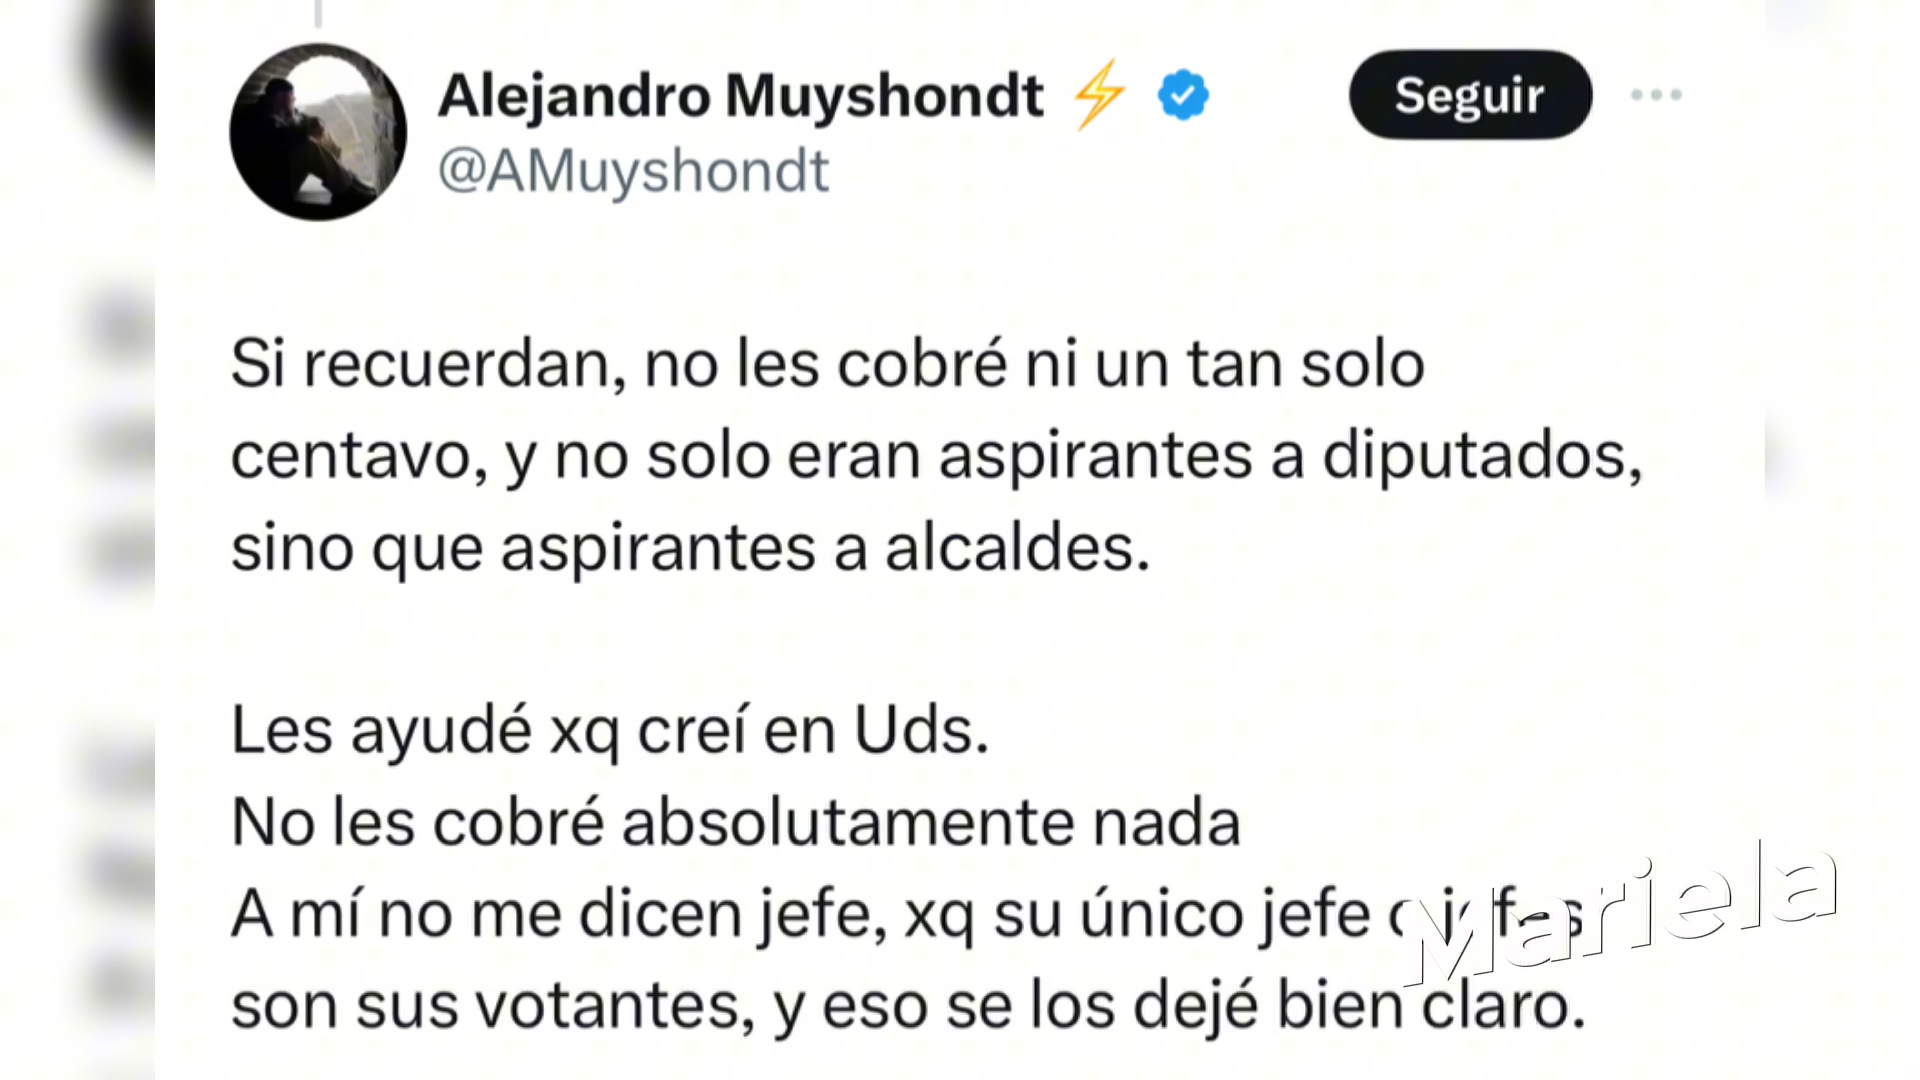 Alejandro Muyshondt ⚡
Seguir
@AMuyshondt
Si recuerdan, no les cobré ni un tan solo
centavo, y no solo eran aspirantes a diputados,
sino que aspirantes a alcaldes.
Les ayudé xq creí en Uds.
No les cobré absolutamente nada
A mí no me dicen jefe, xq su único jefe o jefes
son sus votantes, y eso se los dejé bien claro.
Mariela